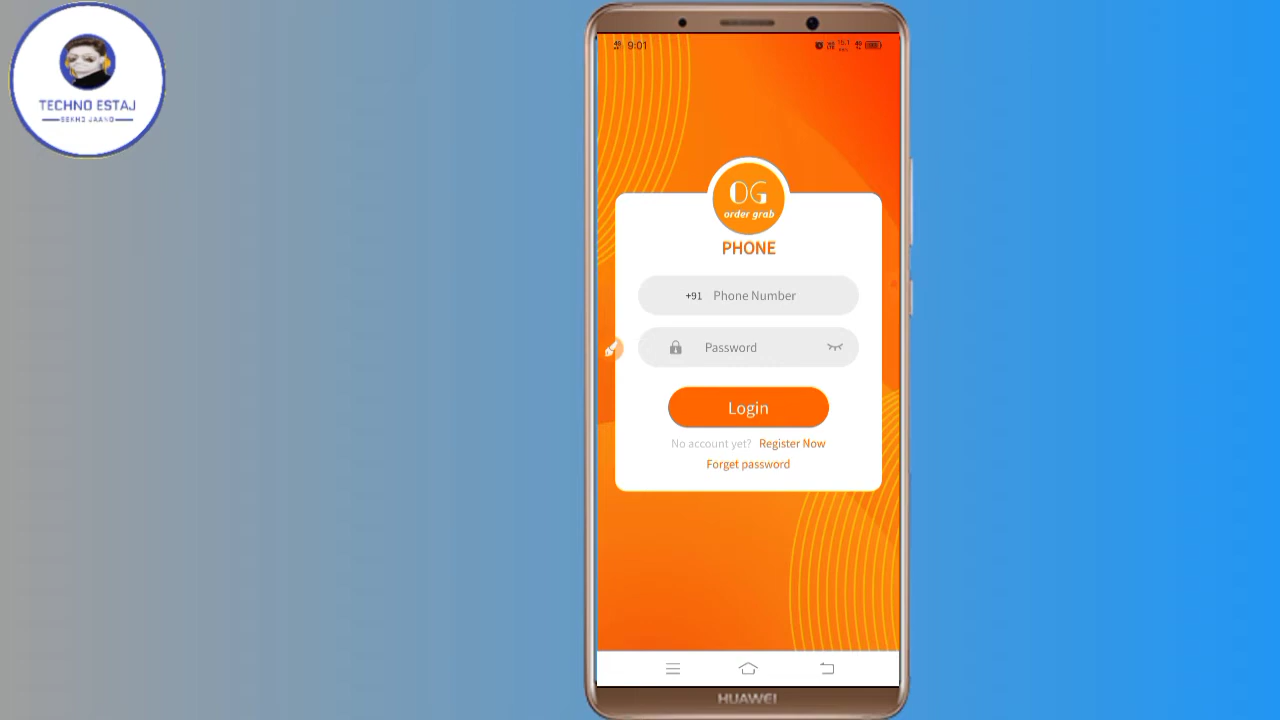 TECHNO ESTAJ
SEKHO JAANO
9:01
OG
order grab
PHONE
+91 Phone Number
Password
Login
No account yet? Register Now
Forget password
HUAWEI